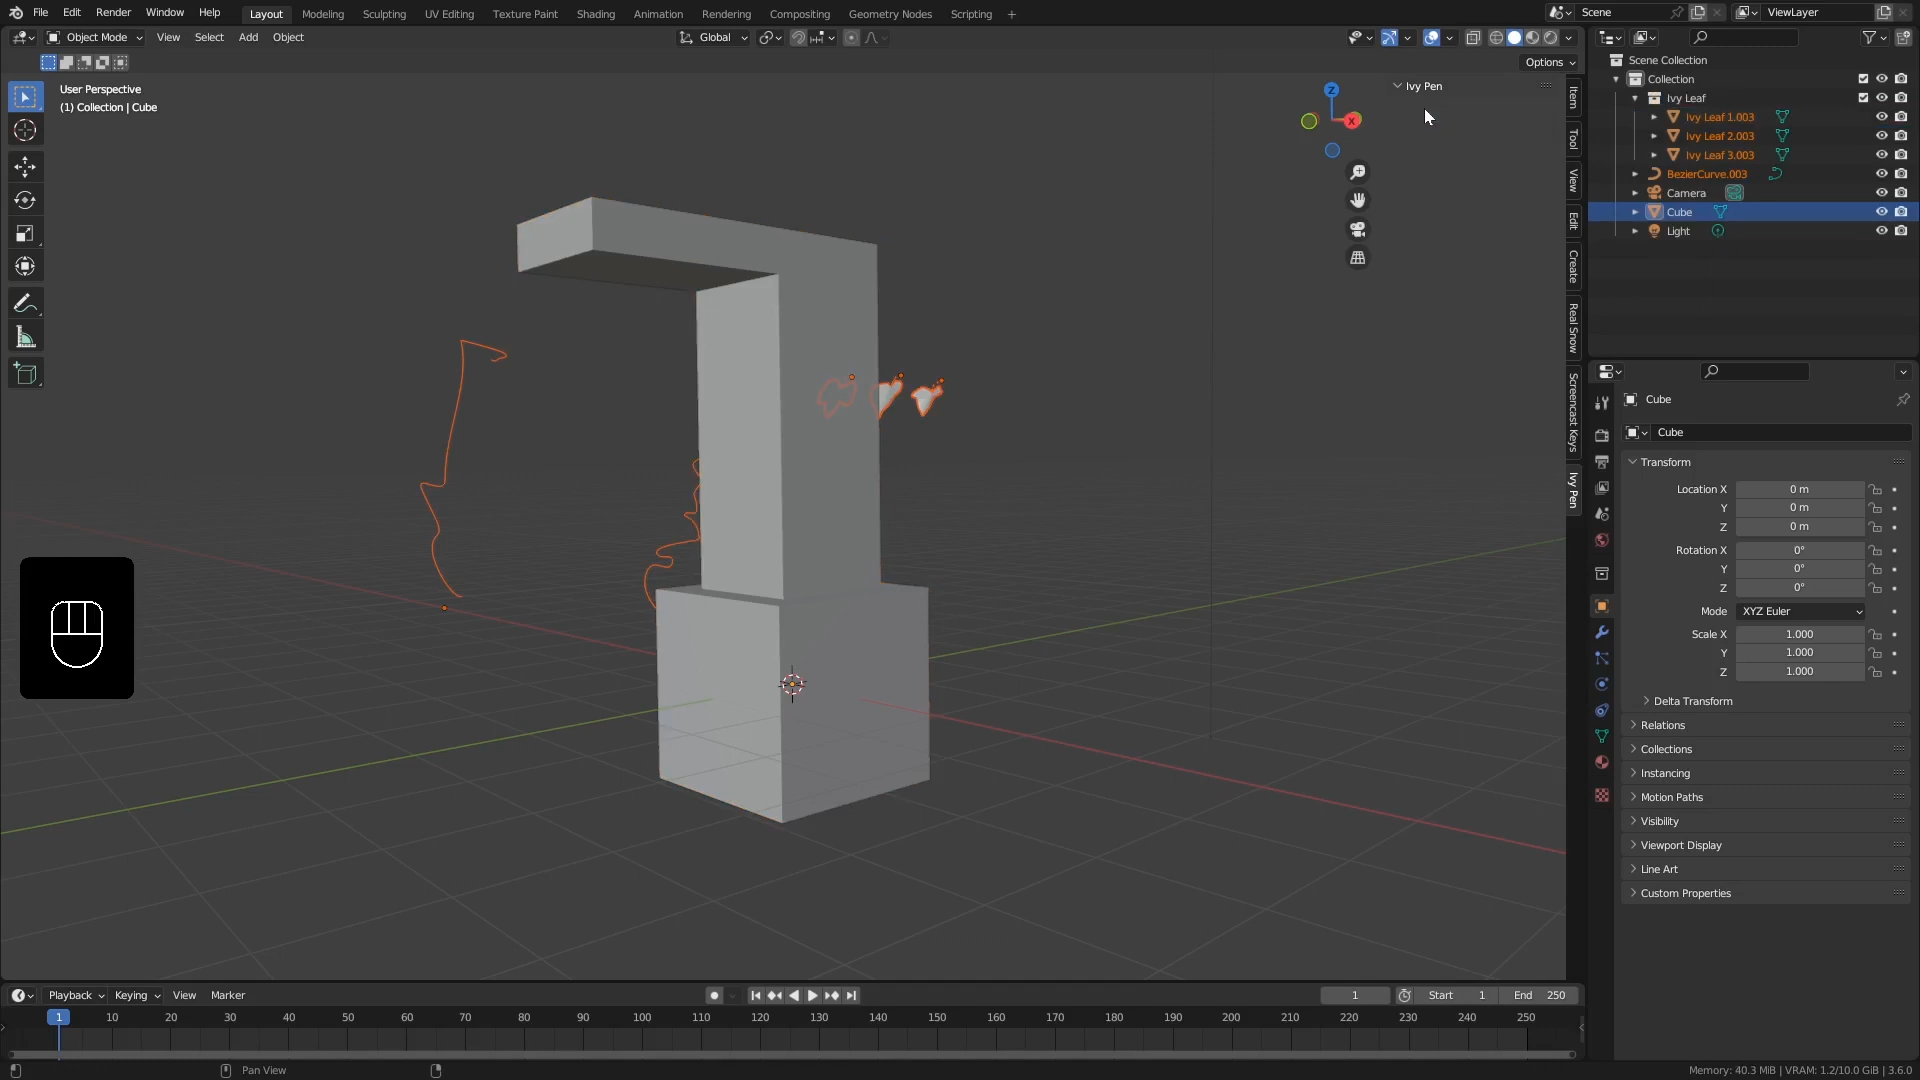 File Edit Render Window Help Layout Modeling Sculpting UV Editing Texture Paint Shading Animation Rendering Compositing Geometry Nodes Scripting + Scene ViewLayer
Object Mode View Select Add Object Global
Options
User Perspective
(1) Collection | Cube
Ivy Pen
Z
X
Item
Tool
View
Edit
Create
Real Snow
Screencast Keys
Ivy Pen
Scene Collection
Collection
Ivy Leaf
Ivy Leaf 1.003
Ivy Leaf 2.003
Ivy Leaf 3.003
BezierCurve.003
Camera
Cube
Light
Cube
Cube
Transform
Location X 0 m
Y 0 m
Z 0 m
Rotation X 0°
Y 0°
Z 0°
Mode XYZ Euler
Scale X 1.000
Y 1.000
Z 1.000
Delta Transform
Relations
Collections
Instancing
Motion Paths
Visibility
Viewport Display
Line Art
Custom Properties
Playback Keying View Marker 1 Start 1 End 250
1 10 20 30 40 50 60 70 80 90 100 110 120 130 140 150 160 170 180 190 200 210 220 230 240 250
Pan View
Memory: 40.3 MiB | VRAM: 1.2/10.0 GiB | 3.6.0